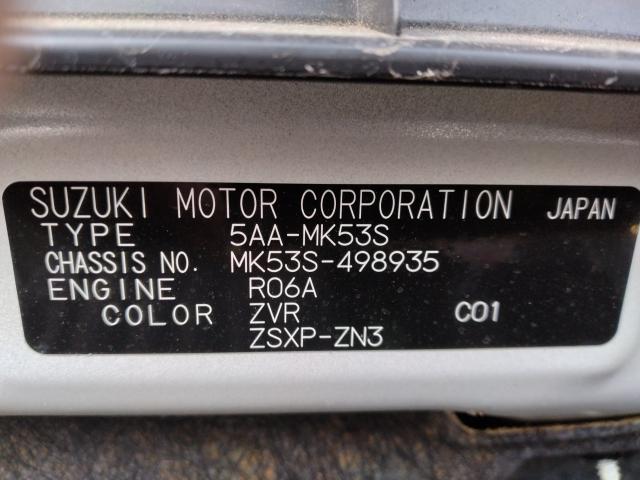 SUZUKI MOTOR CORPORATION JAPAN
TYPE 5AA-MK53S
CHASSIS NO. MK53S-498935
ENGINE R06A
COLOR ZVR C01
ZSXP-ZN3